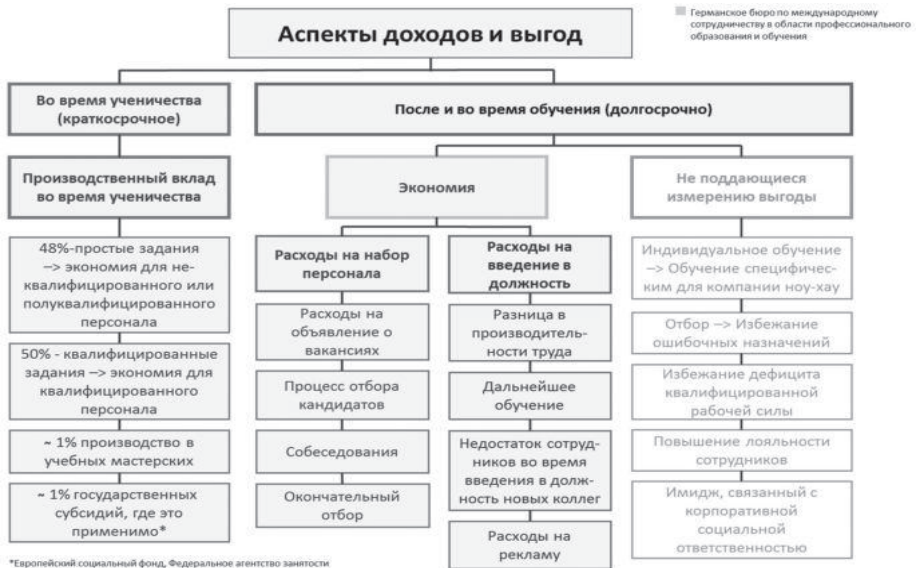 Германское бюро по международному
сотрудничеству в области профессионального
образования и обучения
Аспекты доходов и выгод
Во время ученичества
(краткосрочное)
После и во время обучения (долгосрочно)
Производственный вклад
во время ученичества
48%-простые задания
—> экономия для не-
квалифицированного или
полуквалифицированного
персонала
50% - квалифицированные
задания —> экономия для
квалифицированного
персонала
~ 1% производство в
учебных мастерских
~ 1% государственных
субсидий, где это
применимо*
Экономия
Расходы на набор
персонала
Расходы на
объявление о
вакансиях
Процесс отбора
кандидатов
Собеседования
Окончательный
отбор
Расходы на
введение в
должность
Разница в
производитель-
ности труда
Дальнейшее
обучение
Недостаток сотруд-
ников во время
введения в долж-
ность новых коллег
Расходы на
рекламу
Не поддающиеся
измерению выгоды
Индивидуальное обучение
—> Обучение специфичес-
ким для компании ноу-хау
Отбор —> Избежание
ошибочных назначений
Избежание дефицита
квалифицированной
рабочей силы
Повышение лояльности
сотрудников
Имидж, связанный с
корпоративной
социальной
ответственностью
*Европейский социальный фонд, Федеральное агентство занятости